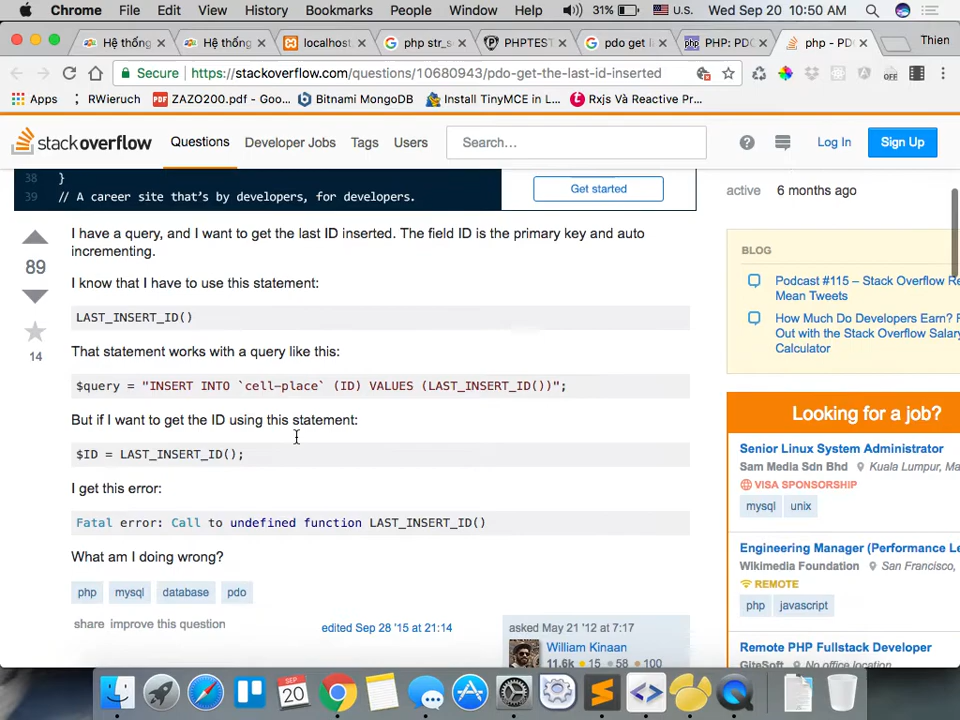 Chrome File Edit View History Bookmarks People Window Help 31% U.S. Wed Sep 20 10:50 AM
Hệ thống Hệ thống localhost php str_s PHPTEST pdo get PHP: PDO php - PDO Thien
Secure https://stackoverflow.com/questions/10680943/pdo-get-the-last-id-inserted OFF
Apps RWieruch ZAZO200.pdf - Goo... Bitnami MongoDB Install TinyMCE in L... Rxjs Và Reactive Pr...
stackoverflow Questions Developer Jobs Tags Users Search... Log In Sign Up
38 }
39 // A career site that’s by developers, for developers.
Get started
active 6 months ago
I have a query, and I want to get the last ID inserted. The field ID is the primary key and auto
incrementing.
89
14
I know that I have to use this statement:
LAST_INSERT_ID()
That statement works with a query like this:
$query = "INSERT INTO `cell-place` (ID) VALUES (LAST_INSERT_ID())";
But if I want to get the ID using this statement:
$ID = LAST_INSERT_ID();
I get this error:
Fatal error: Call to undefined function LAST_INSERT_ID()
What am I doing wrong?
php mysql database pdo
share improve this question
edited Sep 28 '15 at 21:14
asked May 21 '12 at 7:17
William Kinaan
11.6k 15 58 100
BLOG
Podcast #115 – Stack Overflow Re
Mean Tweets
How Much Do Developers Earn? F
Out with the Stack Overflow Salar
Calculator
Looking for a job?
Senior Linux System Administrator
Sam Media Sdn Bhd Kuala Lumpur, Ma
VISA SPONSORSHIP
mysql unix
Engineering Manager (Performance Le
Wikimedia Foundation San Francisco,
REMOTE
php javascript
Remote PHP Fullstack Developer
GiteSoft No office location
SEP
20